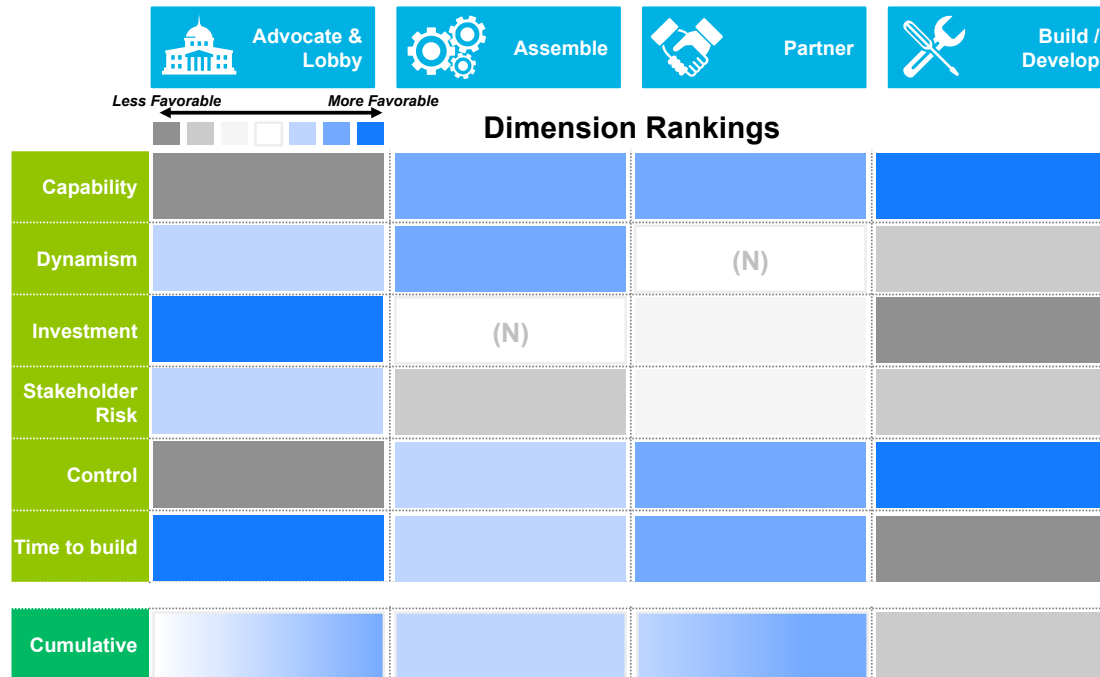 Advocate &
Lobby
Assemble
Partner
Build /
Develop
Less Favorable
More Favorable
Dimension Rankings
Capability
Dynamism
(N)
Investment
(N)
Stakeholder
Risk
Control
Time to build
Cumulative